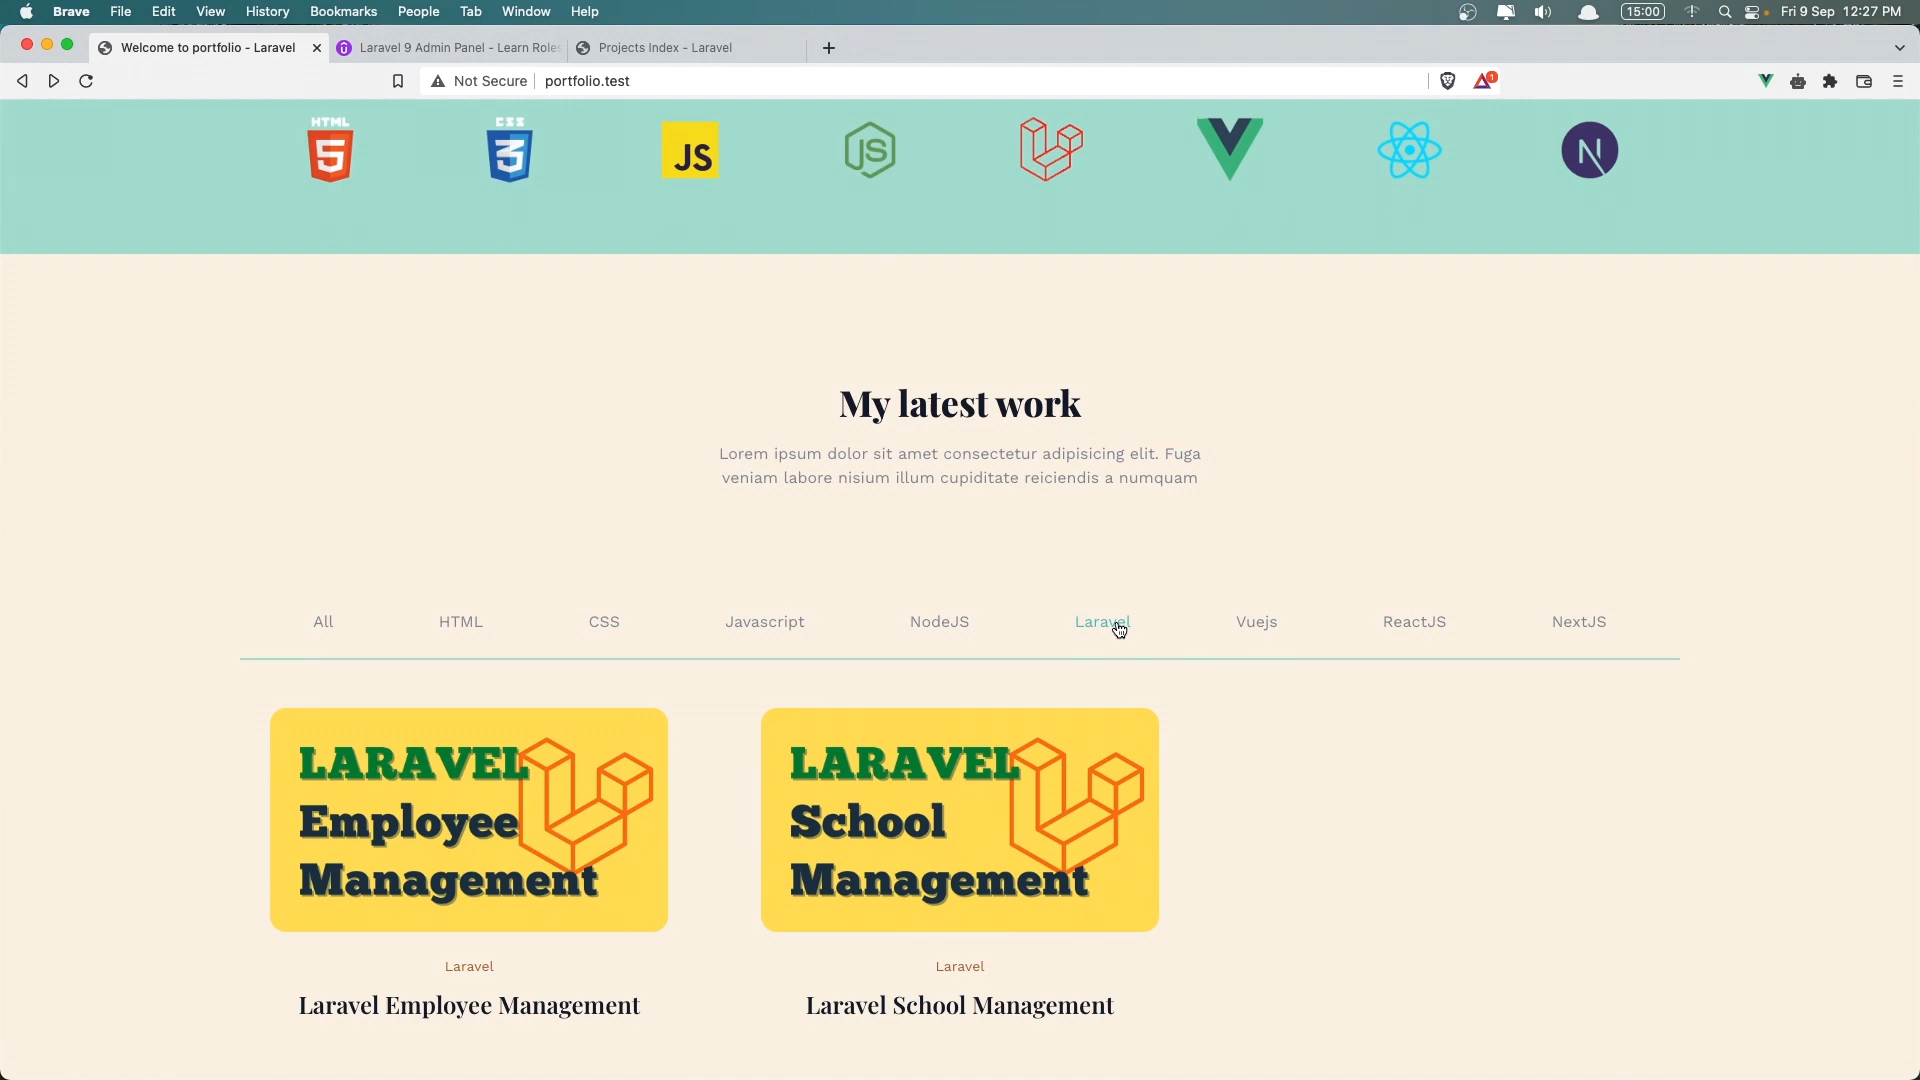 Brave File Edit View History Bookmarks People Tab Window Help 15:00 Fri 9 Sep 12:27 PM
Welcome to portfolio - Laravel Laravel 9 Admin Panel - Learn Roles Projects Index - Laravel
Not Secure portfolio.test 1
HTML CSS
5 3 JS JS N
My latest work
Lorem ipsum dolor sit amet consectetur adipisicing elit. Fuga
veniam labore nisium illum cupiditate reiciendis a numquam
All HTML CSS Javascript NodeJS Laravel Vuejs ReactJS NextJS
LARAVEL
Employee
Management
LARAVEL
School
Management
Laravel
Laravel Employee Management
Laravel
Laravel School Management